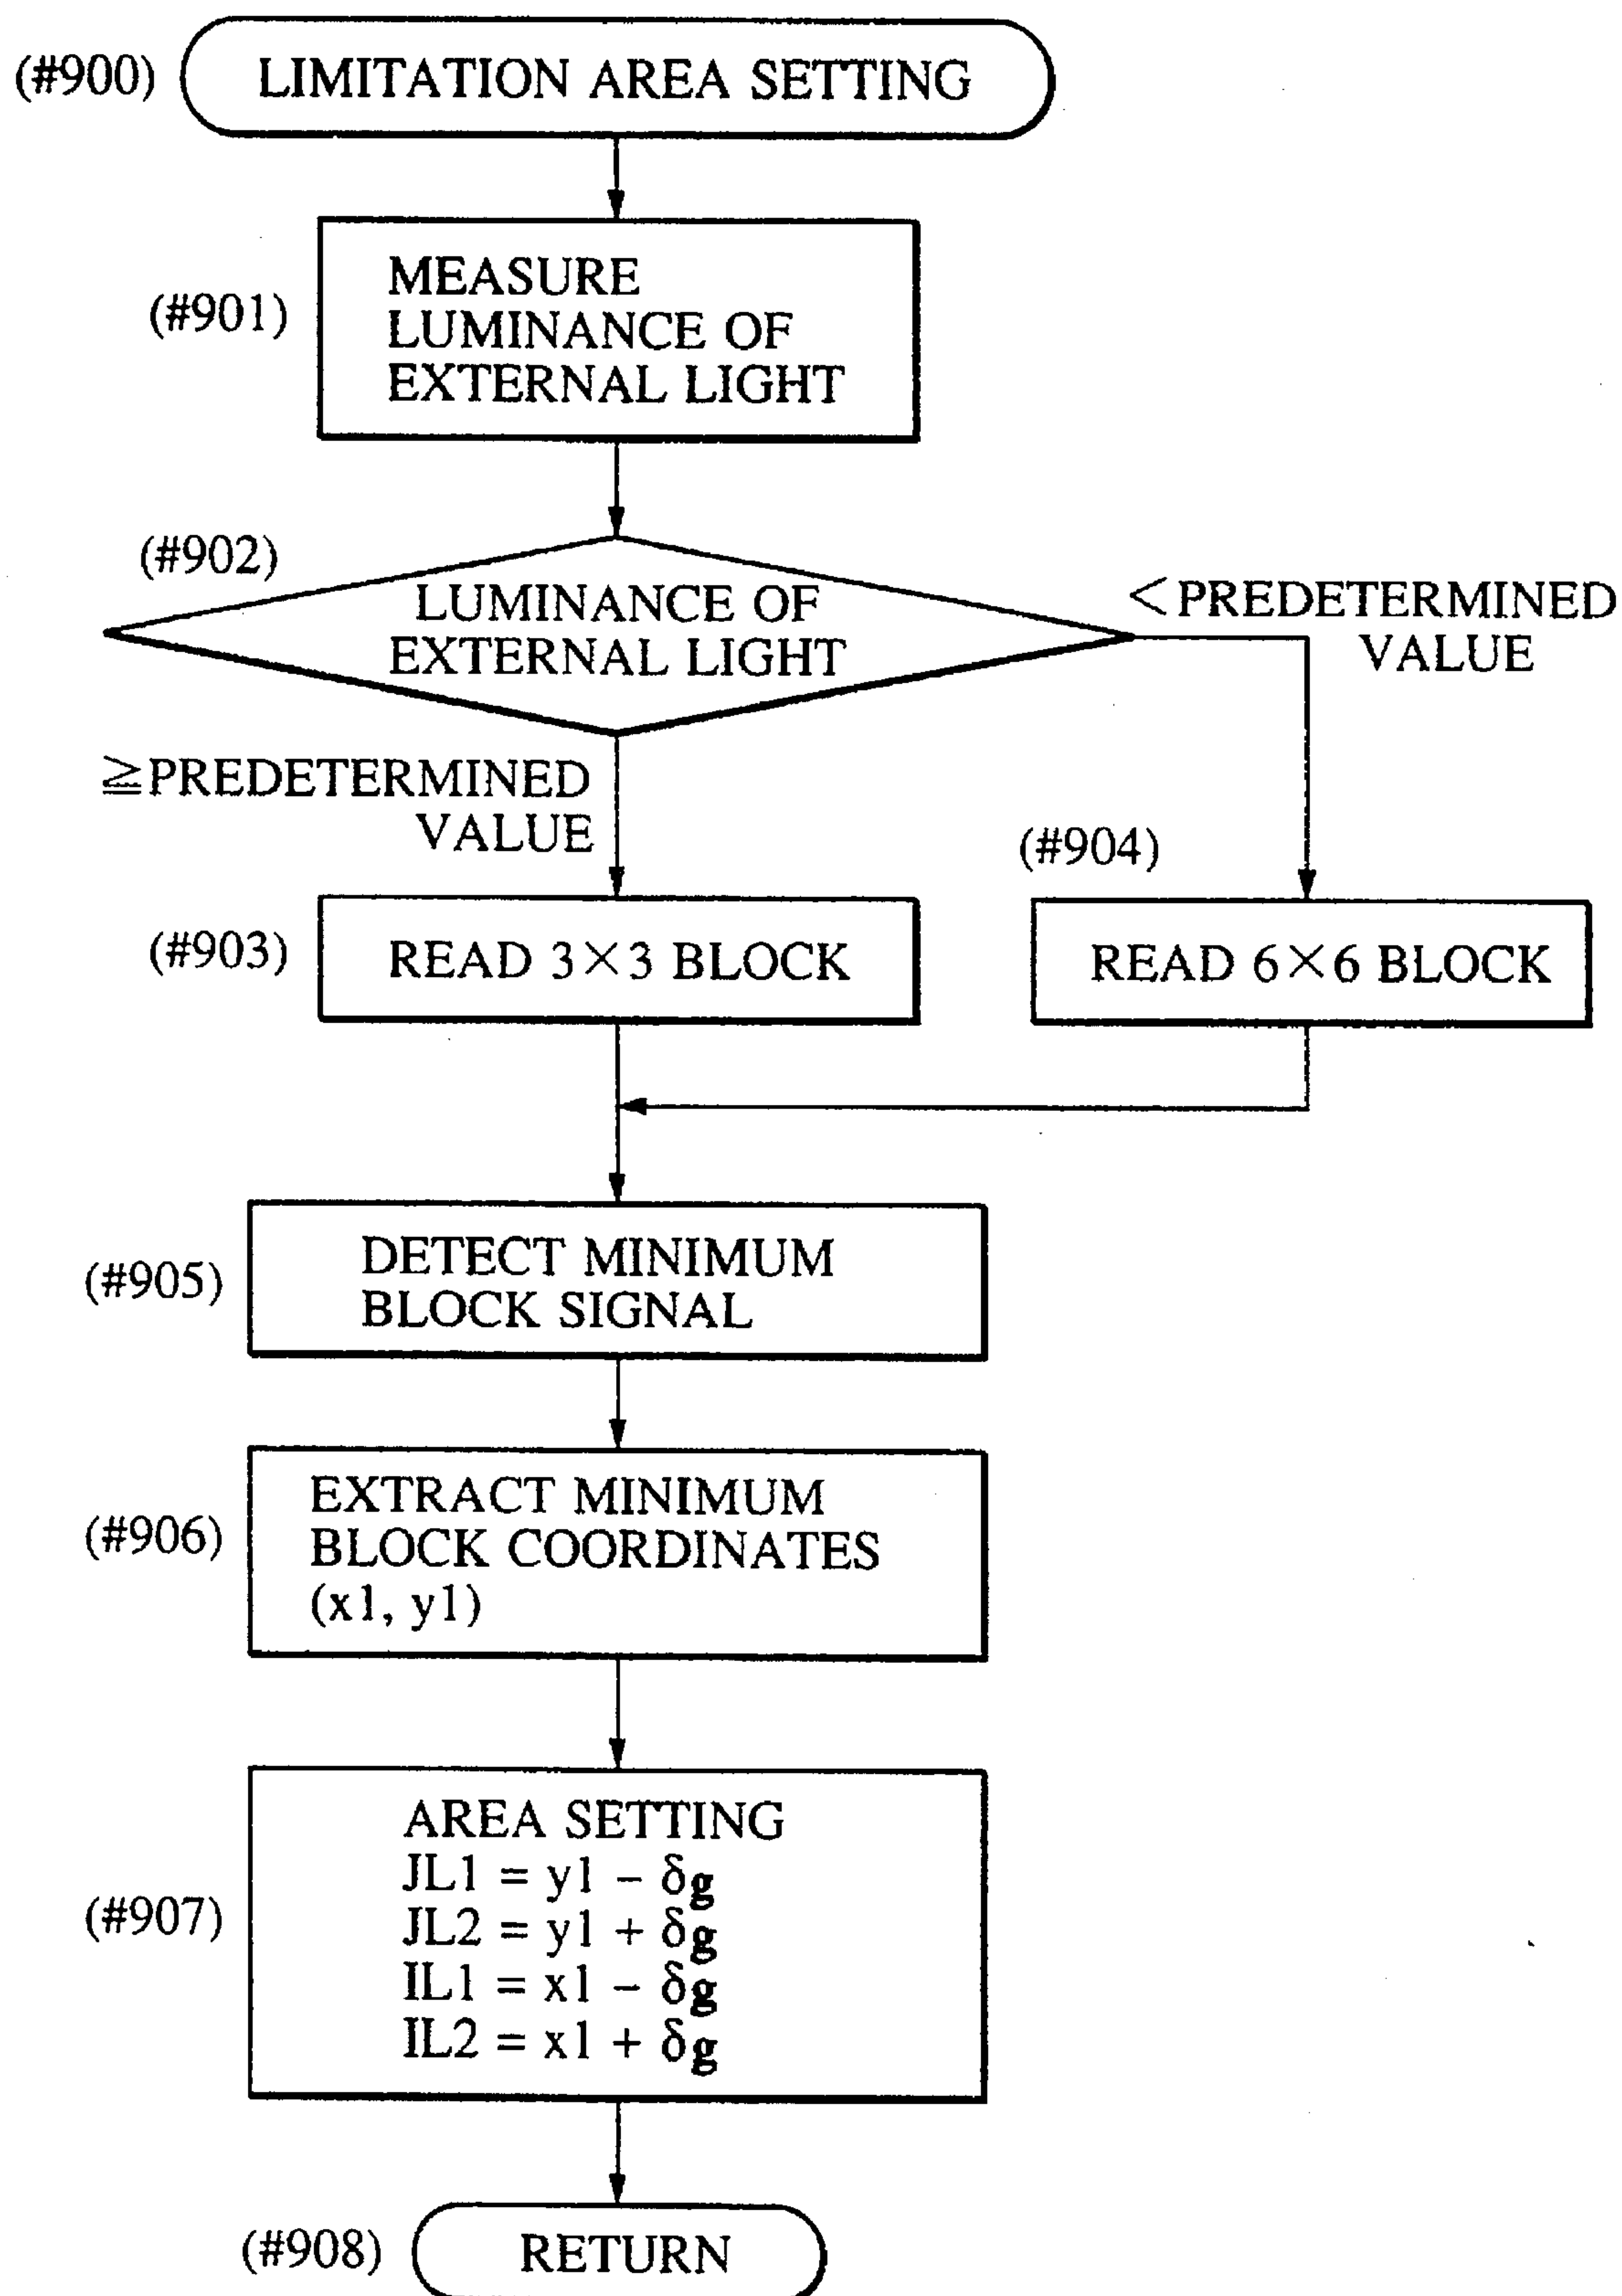 (#900) LIMITATION AREA SETTING
(#901)
MEASURE
LUMINANCE OF
EXTERNAL LIGHT
(#902)
LUMINANCE OF
EXTERNAL LIGHT
<PREDETERMINED
VALUE
≧PREDETERMINED
VALUE
(#903) READ 3×3 BLOCK
(#904)
READ 6×6 BLOCK
(#905)
DETECT MINIMUM
BLOCK SIGNAL
(#906)
EXTRACT MINIMUM
BLOCK COORDINATES
(x1, y1)
(#907)
AREA SETTING
JL1 = y1 − δg
JL2 = y1 + δg
IL1 = x1 − δg
IL2 = x1 + δg
(#908) RETURN